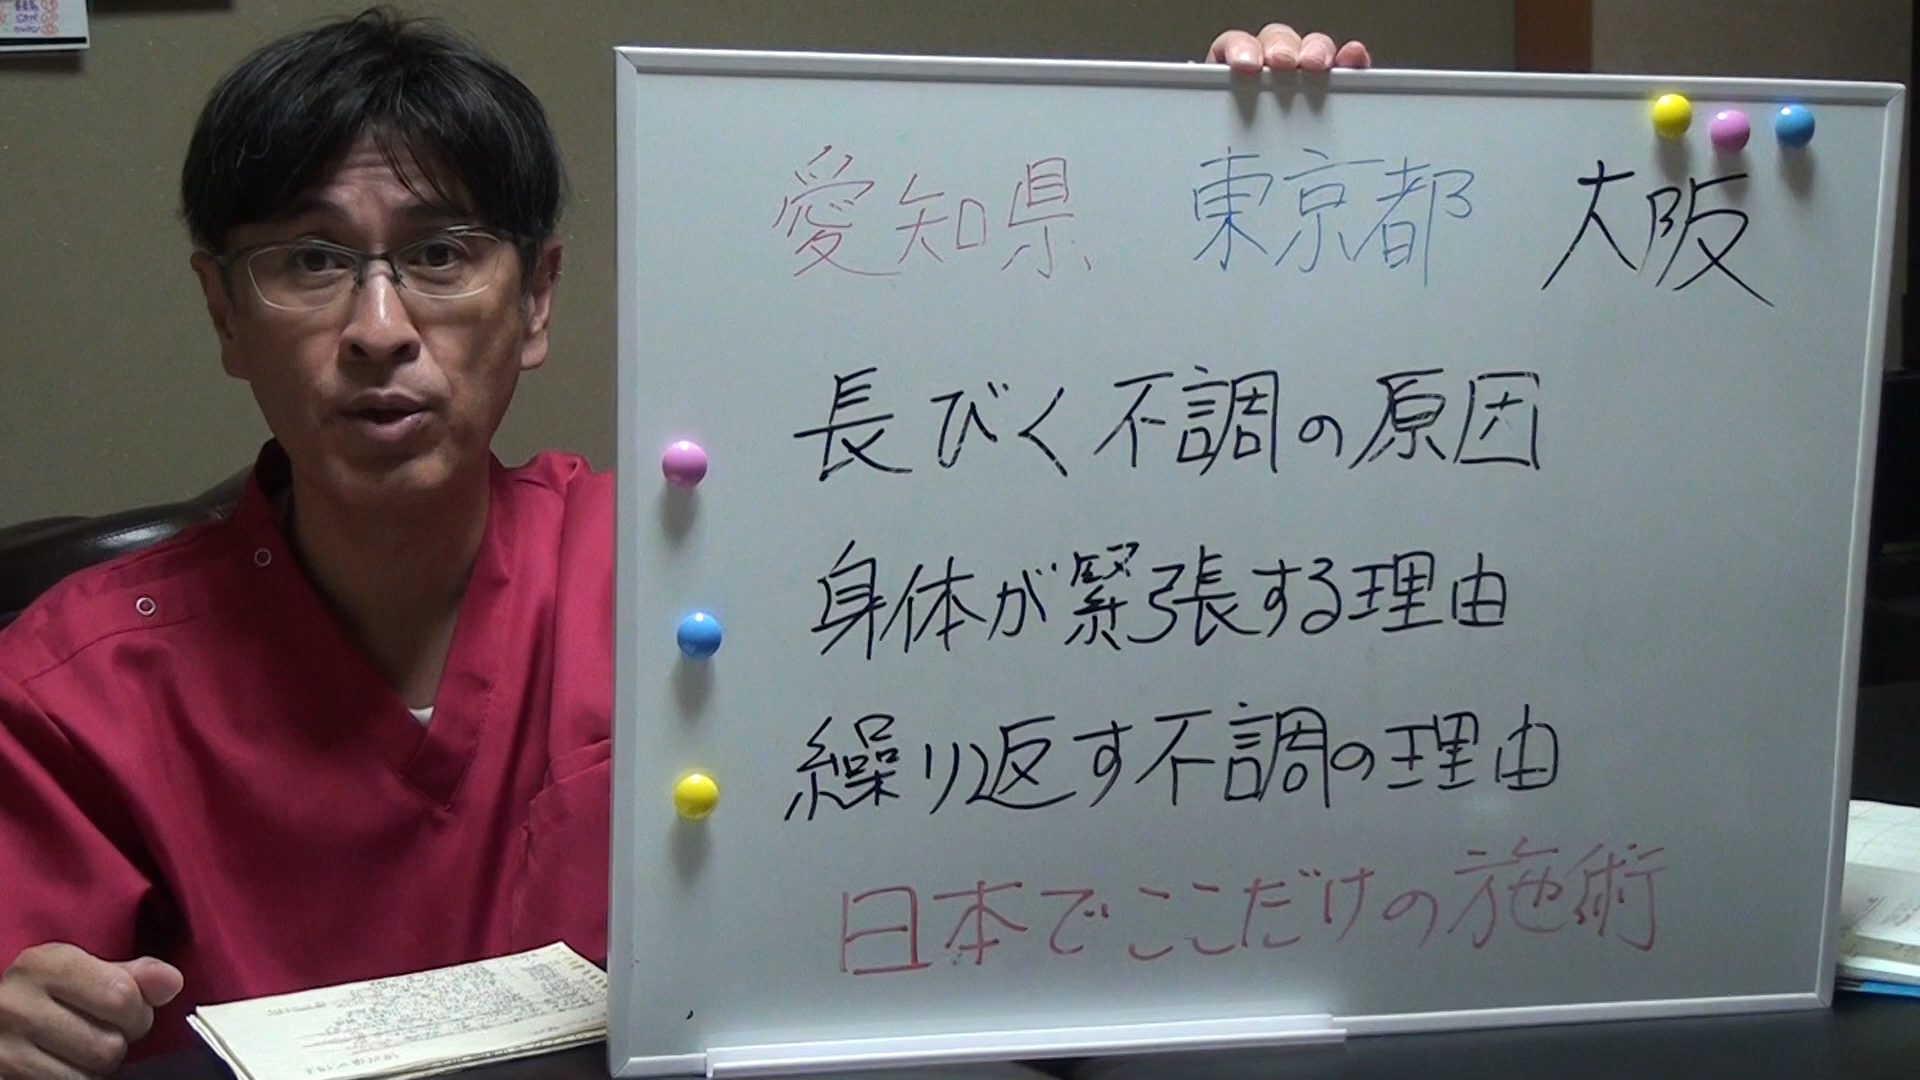 愛知県 東京都 大阪
長びく不調の原因
身体が緊張する理由
繰り返す不調の理由
日本でここだけの施術